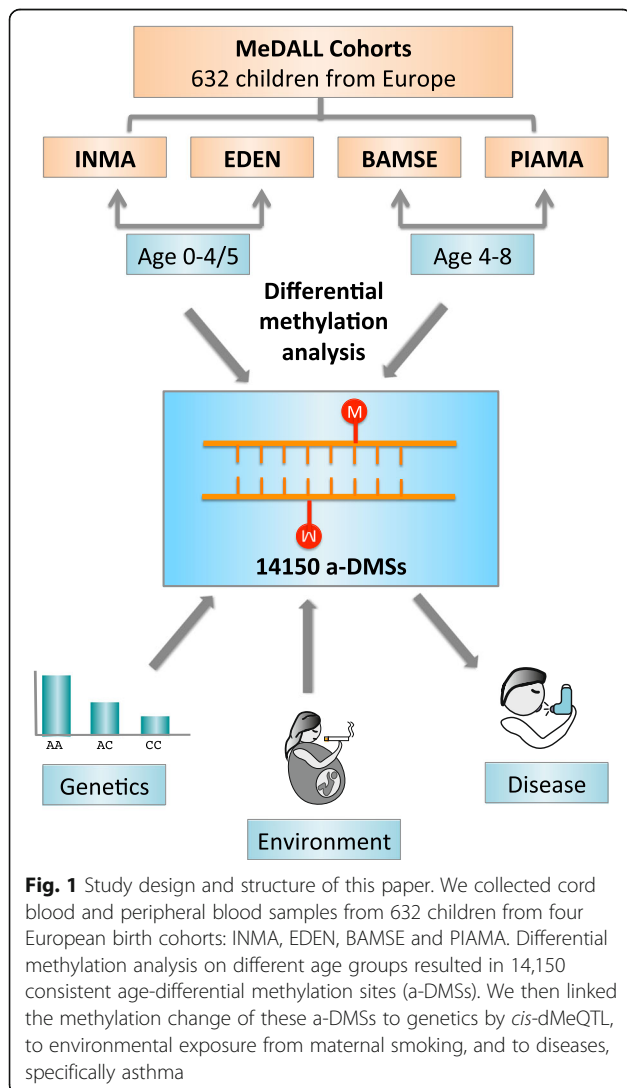 MeDALL Cohorts
632 children from Europe
INMA
EDEN
BAMSE
PIAMA
Age 0-4/5
Age 4-8
Differential
methylation
analysis
M
M
14150 a-DMSs
AA
AC
CC
Genetics
Environment
Disease
Fig. 1 Study design and structure of this paper. We collected cord
blood and peripheral blood samples from 632 children from four
European birth cohorts: INMA, EDEN, BAMSE and PIAMA. Differential
methylation analysis on different age groups resulted in 14,150
consistent age-differential methylation sites (a-DMSs). We then linked
the methylation change of these a-DMSs to genetics by cis-dMeQTL,
to environmental exposure from maternal smoking, and to diseases,
specifically asthma